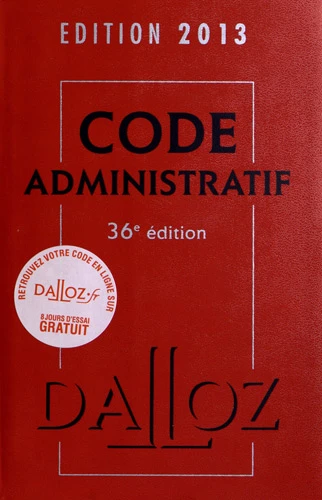 EDITION 2013
CODE
ADMINISTRATIF
36e édition
RETROUVEZ VOTRE CODE EN LIGNE SUR
DALLOZ.fr
8 JOURS D'ESSAI
GRATUIT
DALLOZ